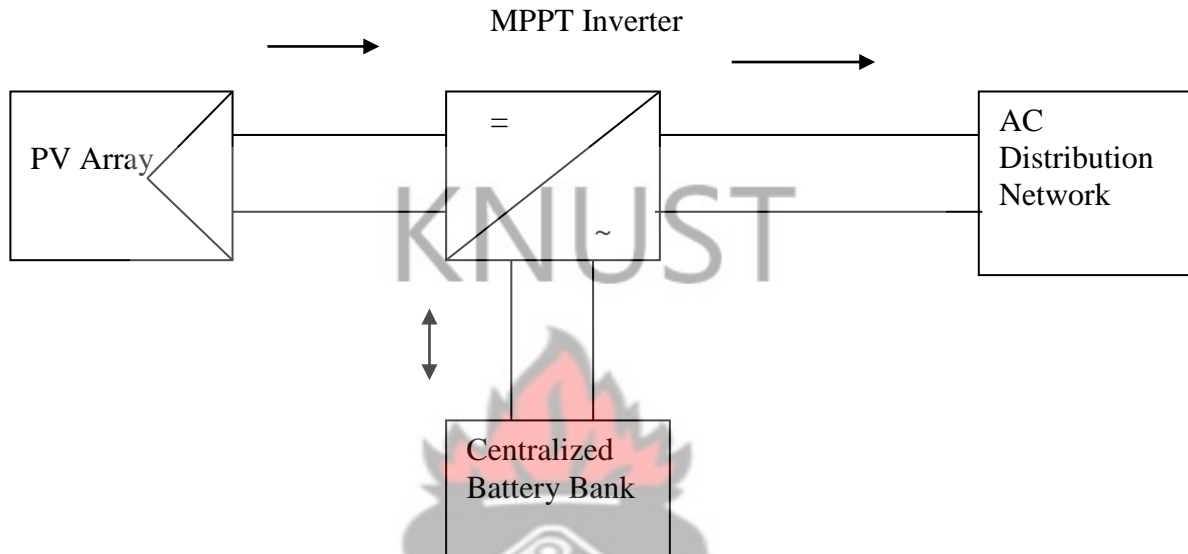 MPPT Inverter
PV Array
=
~
AC
Distribution
Network
KNUST
Centralized
Battery Bank